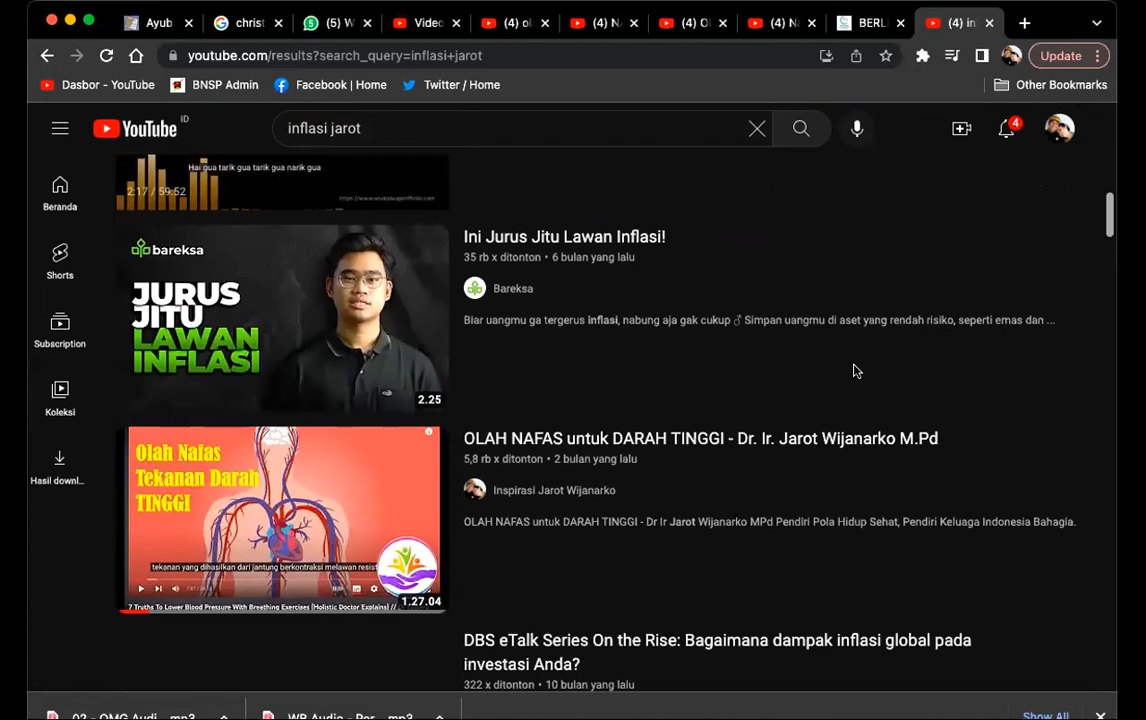 Ayub
christ
(5) W
Video
(4) ol
(4) NA
(4) O
(4) Na
BERL
(4) in
youtube.com/results?search_query=inflasi+jarot
Update
Dasbor - YouTube
BNSP Admin
Facebook | Home
Twitter / Home
Other Bookmarks
YouTube ID
inflasi jarot
4
Beranda
Shorts
Subscription
Koleksi
Hasil downl...
Hai gua tarik gua tarik gua narik gua
2:17 / 59:52
bareksa
JURUS
JITU
LAWAN
INFLASI
2.25
Ini Jurus Jitu Lawan Inflasi!
35 rb x ditonton • 6 bulan yang lalu
Bareksa
Biar uangmu ga tergerus inflasi, nabung aja gak cukup ♂ Simpan uangmu di aset yang rendah risiko, seperti emas dan ...
Olah Nafas
Tekanan Darah
TINGGI
tekanan yang dihasilkan dari jantung berkontraksi melawan resist
1.27.04
7 Truths To Lower Blood Pressure With Breathing Exercises (Holistic Doctor Explains) //
OLAH NAFAS untuk DARAH TINGGI - Dr. Ir. Jarot Wijanarko M.Pd
5,8 rb x ditonton • 2 bulan yang lalu
Inspirasi Jarot Wijanarko
OLAH NAFAS untuk DARAH TINGGI - Dr Ir Jarot Wijanarko MPd Pendiri Pola Hidup Sehat, Pendiri Keluaga Indonesia Bahagia.
DBS eTalk Series On the Rise: Bagaimana dampak inflasi global pada
investasi Anda?
322 x ditonton • 10 bulan yang lalu
02 - OMG Audi....mp3
WB Audio - Per....mp3
Show All